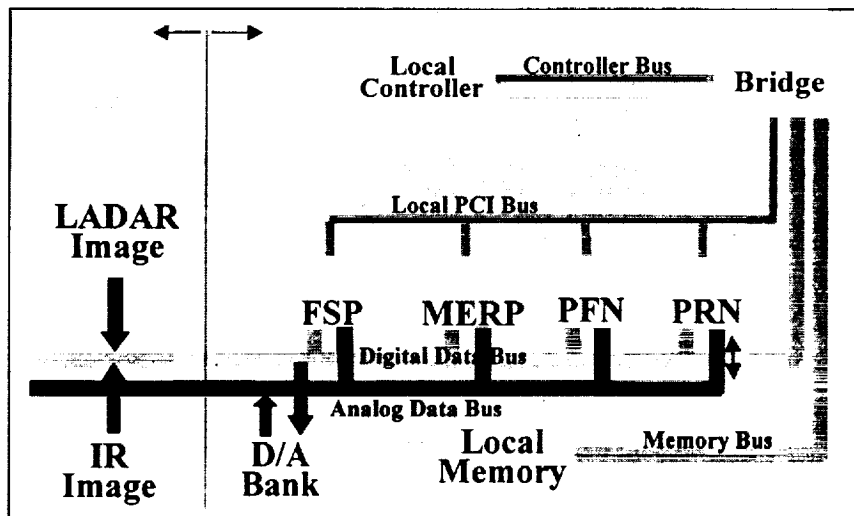 Local
Controller
Controller Bus
Bridge
LADAR
Image
Local PCI Bus
FSP
MERP
PFN
PRN
Digital Data Bus
Analog Data Bus
IR
Image
D/A
Bank
Local
Memory
Memory Bus